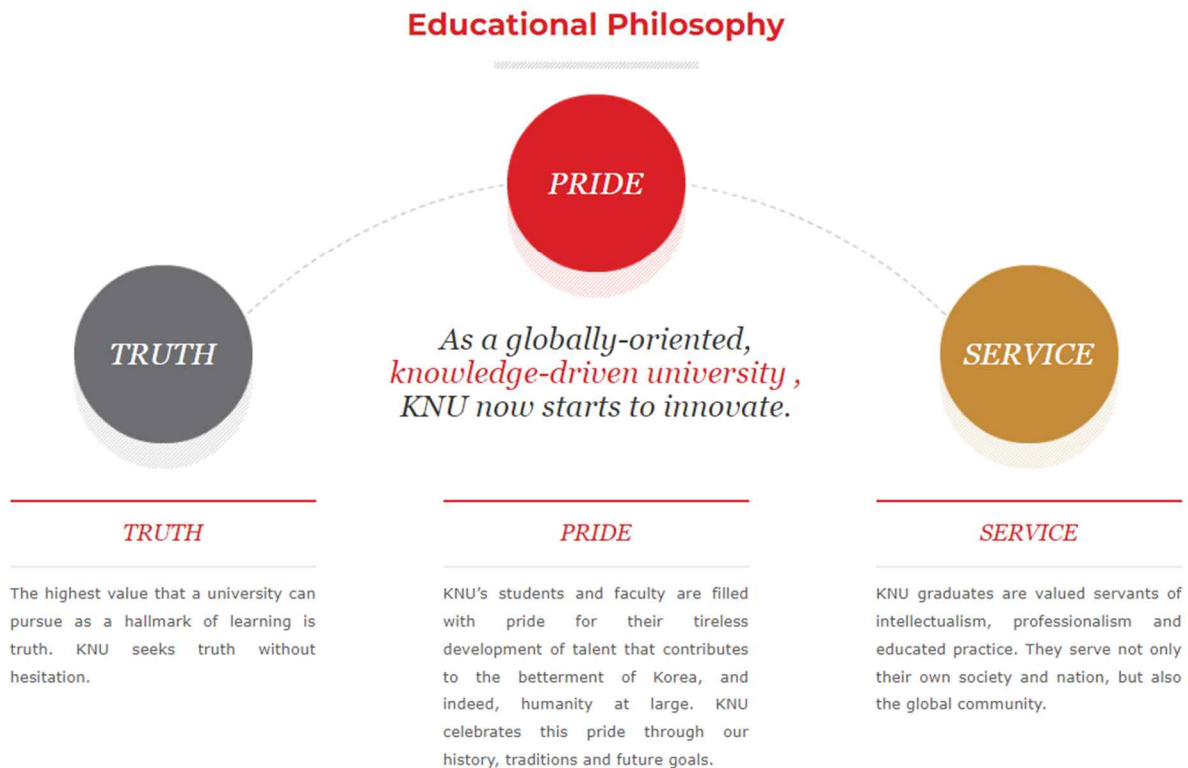 Educational Philosophy
PRIDE
TRUTH
SERVICE
As a globally-oriented,
knowledge-driven university ,
KNU now starts to innovate.
TRUTH
The highest value that a university can
pursue as a hallmark of learning is
truth. KNU seeks truth without
hesitation.
PRIDE
KNU’s students and faculty are filled
with pride for their tireless
development of talent that contributes
to the betterment of Korea, and
indeed, humanity at large. KNU
celebrates this pride through our
history, traditions and future goals.
SERVICE
KNU graduates are valued servants of
intellectualism, professionalism and
educated practice. They serve not only
their own society and nation, but also
the global community.